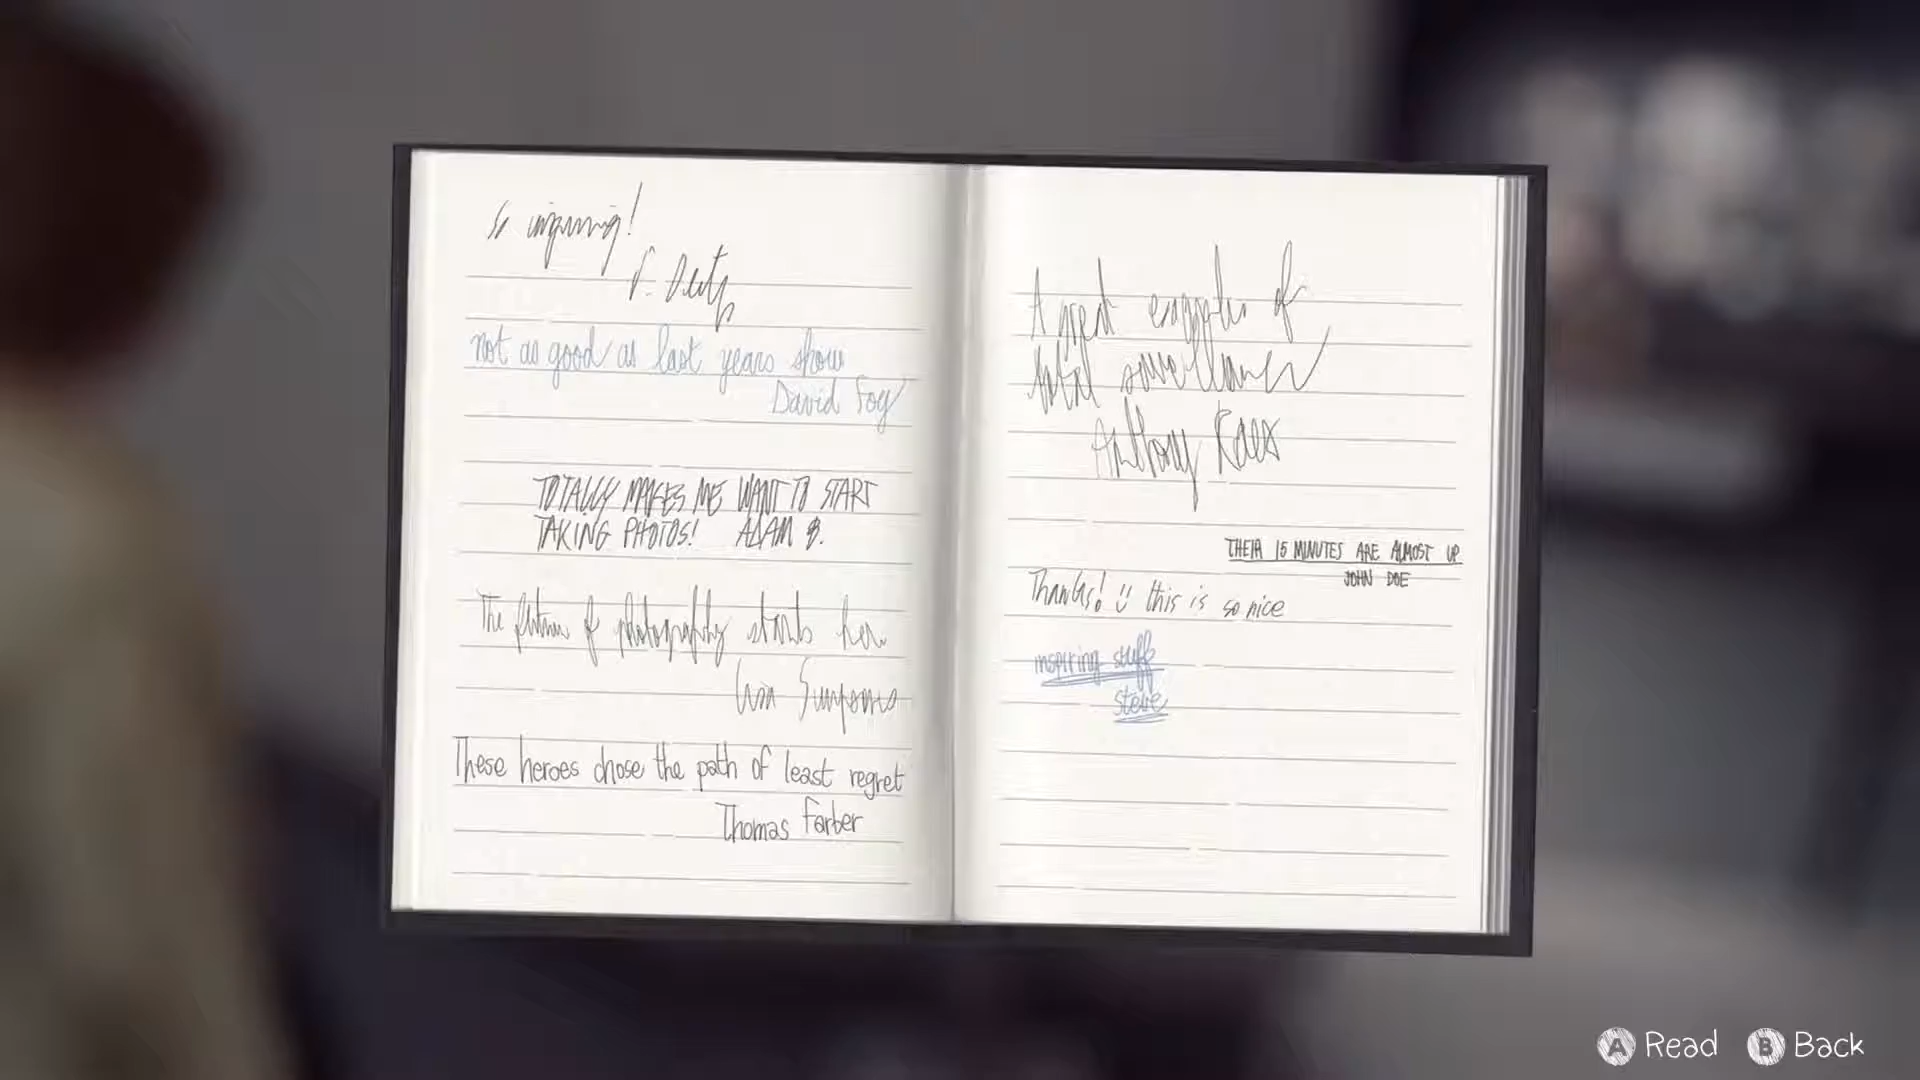 So inspiring!
not as good as last years show
David Fog
TOTALLY MAKES ME WANT TO START
TAKING PHOTOS! ADAM B.
The future of photography starts here
These heroes chose the path of least regret
Thomas Farber
A great example of
total surveillance
Anthony
THEIR 15 MINUTES ARE ALMOST UP
JOHN DOE
Thanks! this is so nice
inspiring stuff
steve
A Read B Back